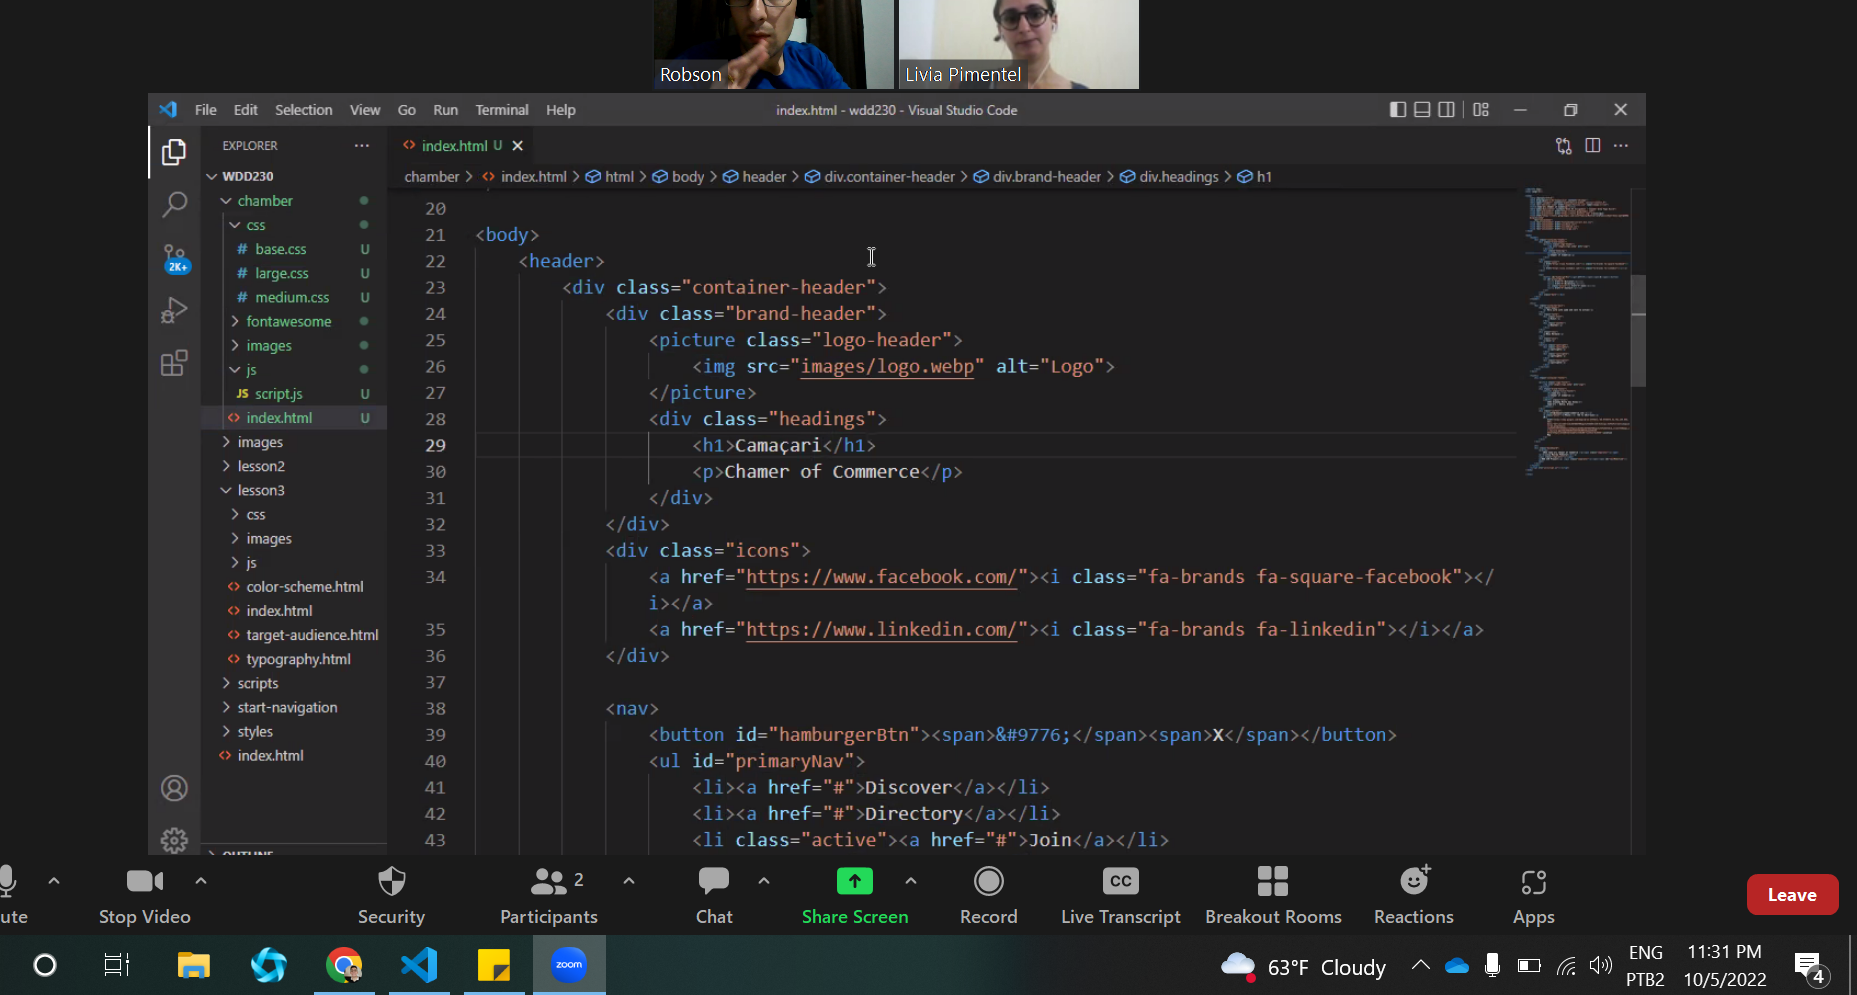 Robson
Livia Pimentel
File Edit Selection View Go Run Terminal Help
index.html - wdd230 - Visual Studio Code
EXPLORER
index.html U
WDD230
chamber > index.html > html > body > header > div.container-header > div.brand-header > div.headings > h1
chamber
css
base.css U
large.css U
medium.css U
fontawesome
images
js
script.js U
index.html U
images
lesson2
lesson3
css
images
js
color-scheme.html
index.html
target-audience.html
typography.html
scripts
start-navigation
styles
index.html
2K+
20
21 <body>
22 <header>
23 <div class="container-header">
24 <div class="brand-header">
25 <picture class="logo-header">
26 <img src="images/logo.webp" alt="Logo">
27 </picture>
28 <div class="headings">
29 <h1>Camaçari</h1>
30 <p>Chamer of Commerce</p>
31 </div>
32 </div>
33 <div class="icons">
34 <a href="https://www.facebook.com/"><i class="fa-brands fa-square-facebook"></
i></a>
35 <a href="https://www.linkedin.com/"><i class="fa-brands fa-linkedin"></i></a>
36 </div>
37
38 <nav>
39 <button id="hamburgerBtn"><span>&#9776;</span><span>X</span></button>
40 <ul id="primaryNav">
41 <li><a href="#">Discover</a></li>
42 <li><a href="#">Directory</a></li>
43 <li class="active"><a href="#">Join</a></li>
OUTLINE
ute
Stop Video
Security
2
Participants
Chat
Share Screen
Record
CC
Live Transcript
Breakout Rooms
Reactions
Apps
Leave
zoom
63°F Cloudy
ENG
PTB2
11:31 PM
10/5/2022
4